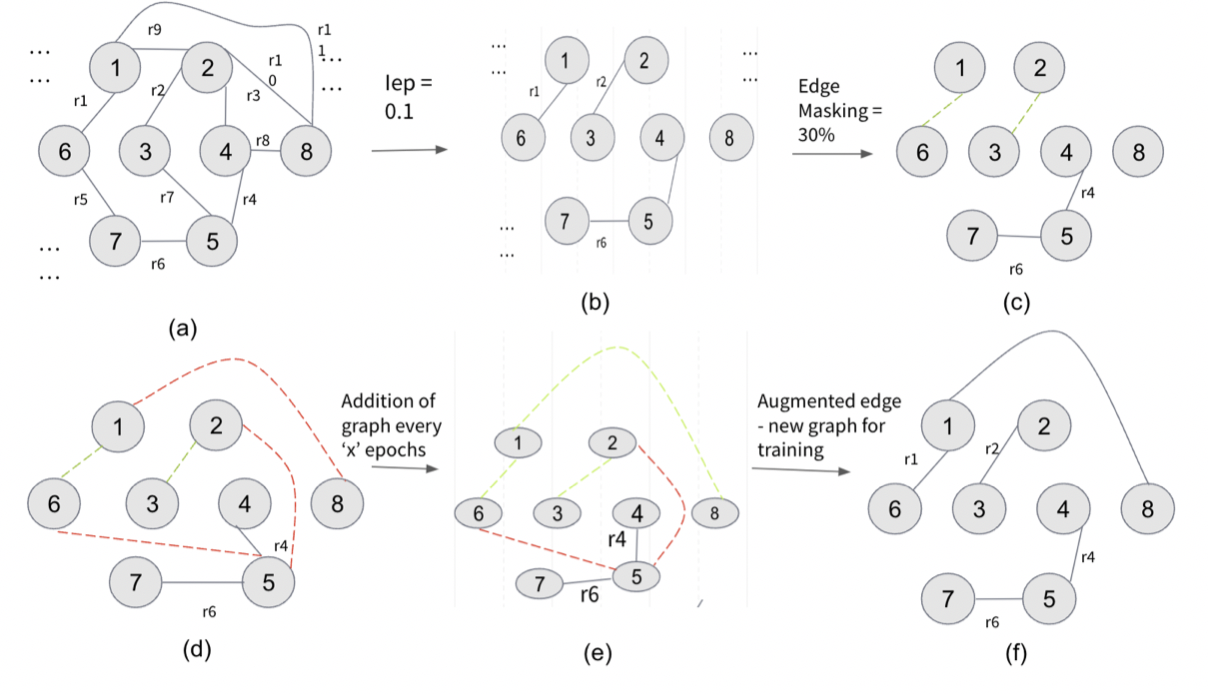 r9
r1
1
...
...
...
...
1
2
r1
0
r1
r2
r3
6
3
4
r8
8
r5
r7
r4
7
5
r6
...
...
(a)
Iep =
0.1
...
...
...
...
1
2
r1
r2
6
3
4
8
7
5
r6
...
...
(b)
Edge
Masking =
30%
1
2
6
3
4
8
r4
7
5
r6
(c)
1
2
6
3
4
8
r4
7
5
r6
(d)
Addition of
graph every
‘x’ epochs
1
2
6
3
4
8
r4
7
5
r6
(e)
Augmented edge
- new graph for
training
1
2
r1
r2
6
3
4
8
r4
7
5
r6
(f)